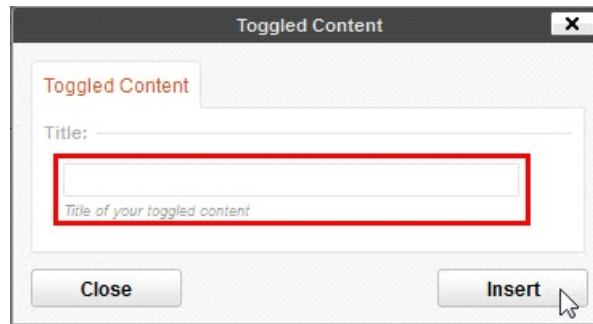 Toggled Content
Toggled Content
Title:
Title of your toggled content
Close
Insert